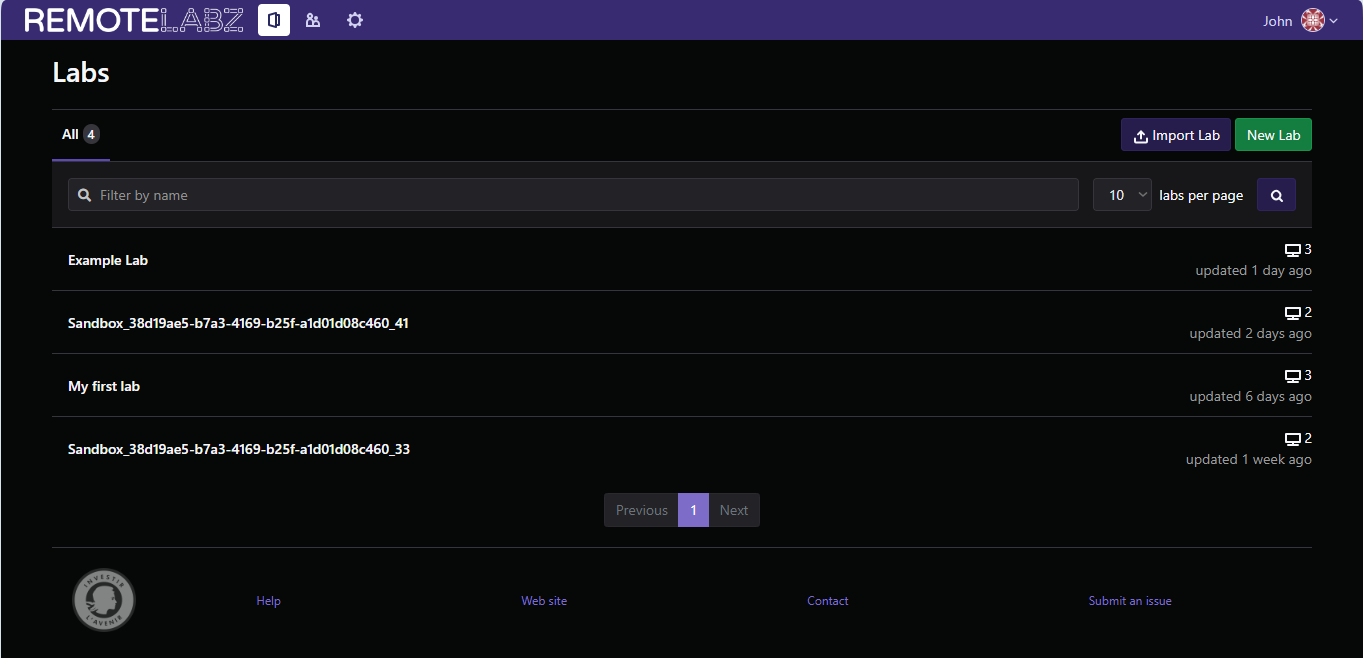 REMOTELABZ
John
Labs
All 4
Import Lab
New Lab
Filter by name
10
labs per page
Example Lab
3
updated 1 day ago
Sandbox_38d19ae5-b7a3-4169-b25f-a1d01d08c460_41
2
updated 2 days ago
My first lab
3
updated 6 days ago
Sandbox_38d19ae5-b7a3-4169-b25f-a1d01d08c460_33
2
updated 1 week ago
Previous 1 Next
INVESTIR
L'AVENIR
Help
Web site
Contact
Submit an issue